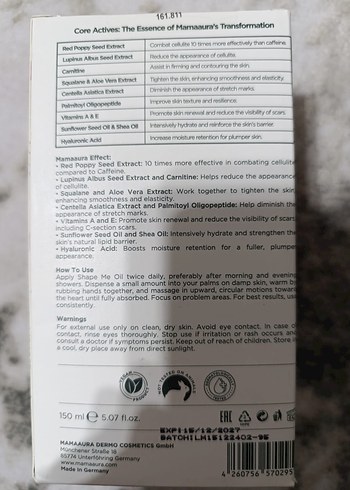 161.811
Core Actives: The Essence of Mamaaura's Transformation
Red Poppy Seed Extract Combat cellulite 10 times more effectively than caffeine.
Lupinus Albus Seed Extract Reduce the appearance of cellulite.
Carnitine Assist in firming and contouring the skin.
Squalane & Aloe Vera Extract Tighten the skin, enhancing smoothness and elasticity.
Centella Asiatica Extract Diminish the appearance of stretch marks.
Palmitoyl Oligopeptide Improve skin texture and resilience.
Vitamins A & E Promote skin renewal and reduce the visibility of scars.
Sunflower Seed Oil & Shea Oil Intensively hydrate and reinforce the skin's barrier.
Hyaluronic Acid Increase moisture retention for plumper skin.
Mamaaura Effect:
• Red Poppy Seed Extract: 10 times more effective in combating cellulite
compared to Caffeine.
• Lupinus Albus Seed Extract and Carnitine: Helps reduce the appearance
of cellulite.
• Squalane and Aloe Vera Extract: Work together to tighten the skin,
enhancing smoothness and elasticity.
• Centella Asiatica Extract and Palmitoyl Oligopeptide: Help diminish the
appearance of stretch marks.
• Vitamins A and E: Promote skin renewal and reduce the visibility of scars,
including C-section scars.
• Sunflower Seed Oil and Shea Oil: Intensively hydrate and strengthen the
skin's natural lipid barrier.
• Hyaluronic Acid: Boosts moisture retention for a fuller, plumper
appearance.
How To Use
Apply Shape Me Oil twice daily, preferably after morning and evening
showers. Dispense a small amount into your palms on damp skin, warm by
rubbing hands together, and massage in upward, circular motions toward
the heart until fully absorbed. Focus on problem areas. For best results, use
consistently.
Warnings
For external use only on clean, dry skin. Avoid eye contact. In case of
contact, rinse eyes thoroughly. Stop use if irritation or rash occurs, and
consult a doctor if symptoms persist. Keep out of reach of children. Store in
a cool, dry place away from direct sunlight.
VEGAN
150 ml ℮ 5.07 fl.oz.
EAC
EXP:15/12/2027
BATCH:LM15122402-95
MAMAAURA DERMO COSMETICS GmbH
Münchener Straße 18
85774 Unterföhring Germany
www.mamaaura.com
Made in Germany
4 260756 570295